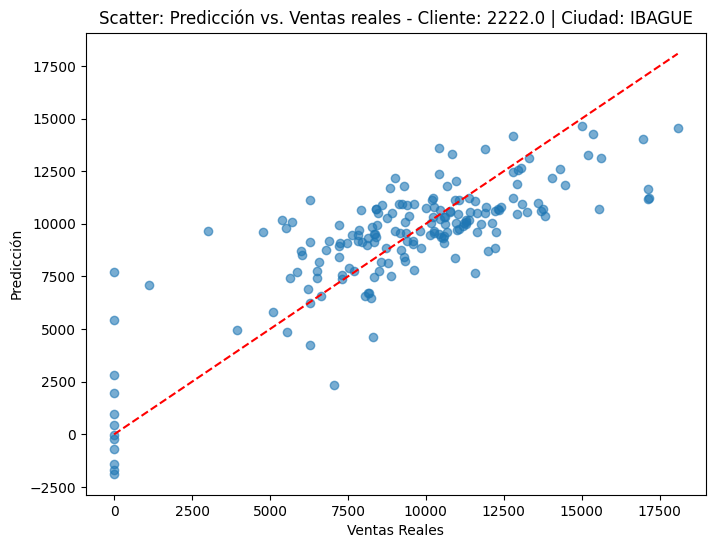 Scatter: Predicción vs. Ventas reales - Cliente: 2222.0 | Ciudad: IBAGUE
17500
15000
12500
10000
7500
5000
2500
0
−2500
Predicción
0 2500 5000 7500 10000 12500 15000 17500
Ventas Reales